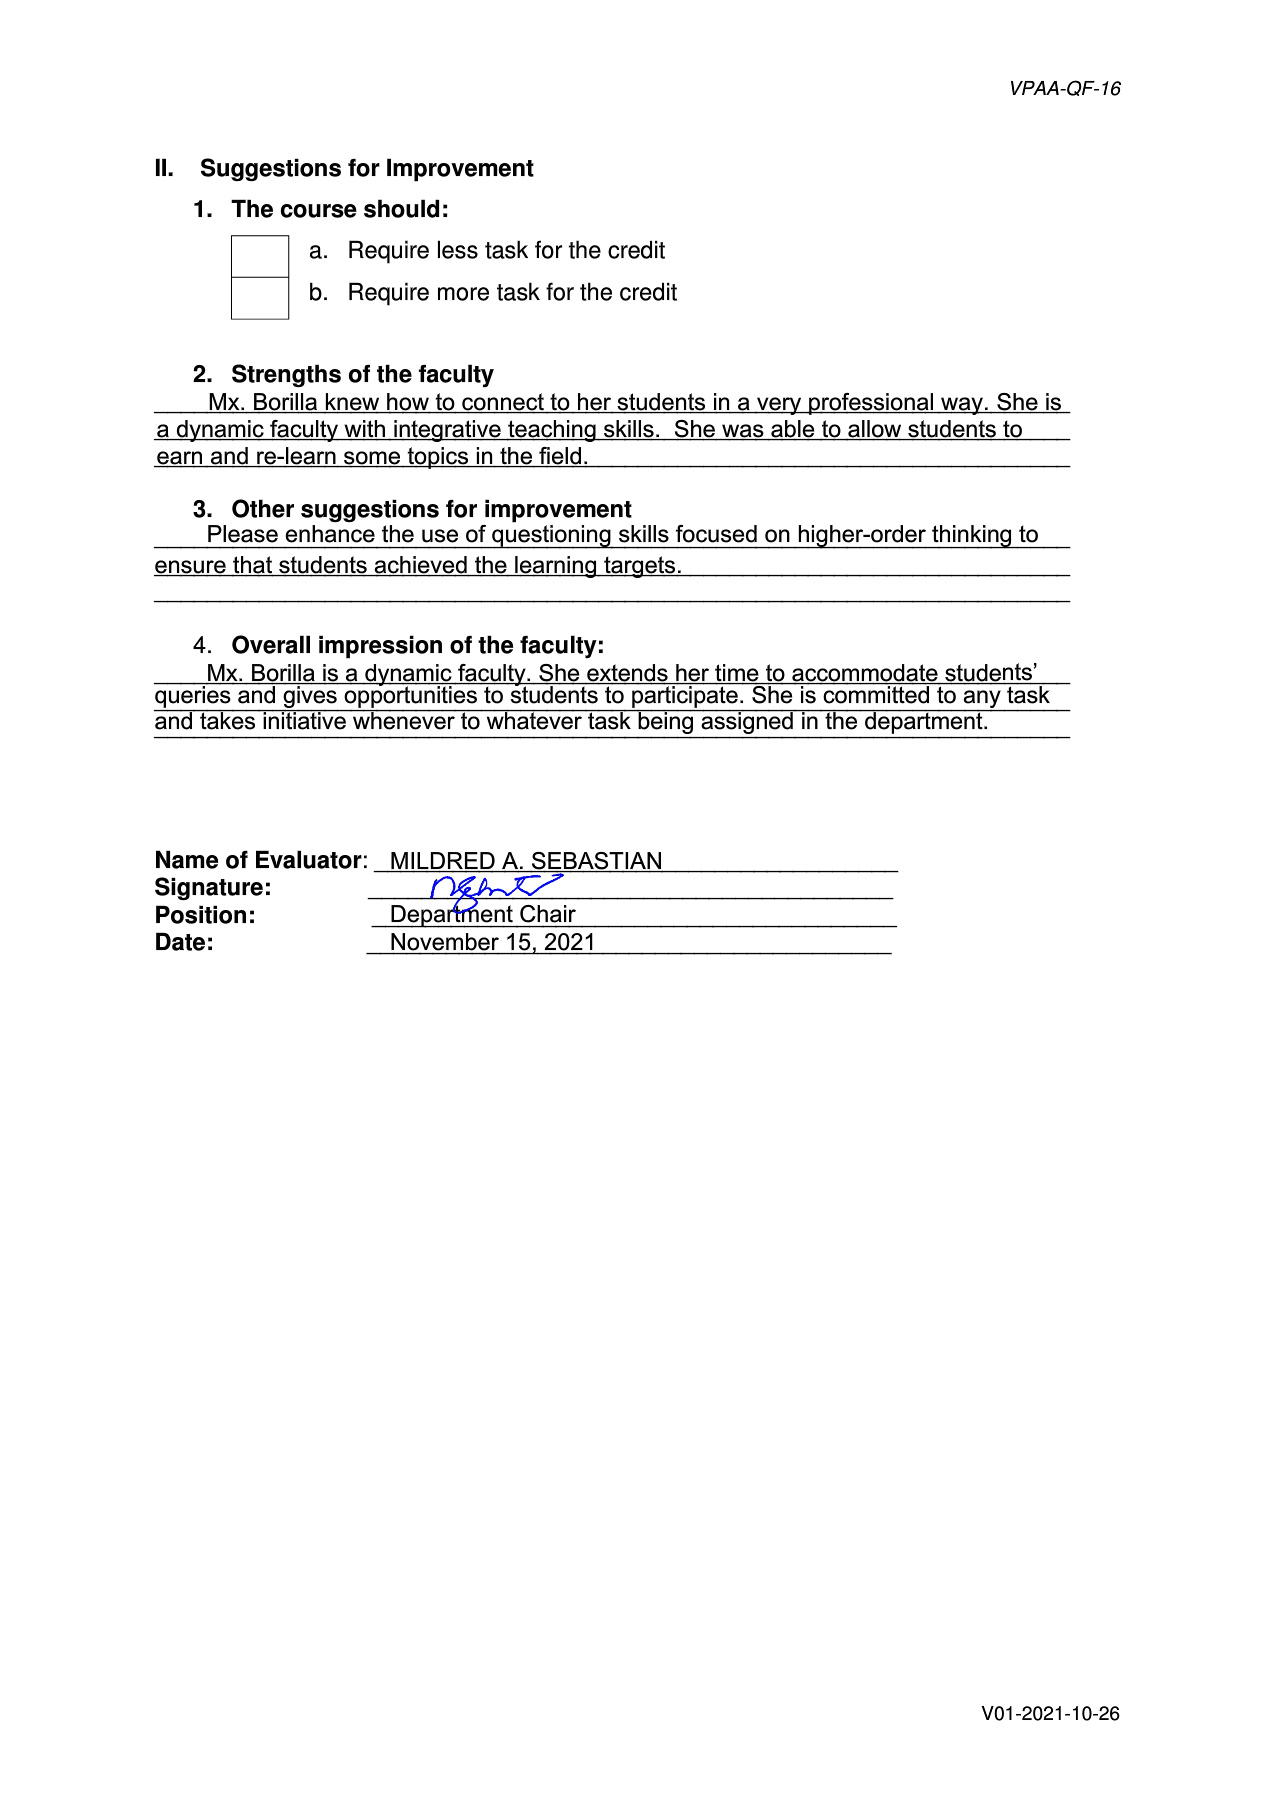 VPAA-QF-16
II. Suggestions for Improvement
1. The course should:
a. Require less task for the credit
b. Require more task for the credit
2. Strengths of the faculty
Mx. Borilla knew how to connect to her students in a very professional way. She is
a dynamic faculty with integrative teaching skills. She was able to allow students to
earn and re-learn some topics in the field.
3. Other suggestions for improvement
Please enhance the use of questioning skills focused on higher-order thinking to
ensure that students achieved the learning targets.
4. Overall impression of the faculty:
Mx. Borilla is a dynamic faculty. She extends her time to accommodate students’
queries and gives opportunities to students to participate. She is committed to any task
and takes initiative whenever to whatever task being assigned in the department.
Name of Evaluator: MILDRED A. SEBASTIAN
Signature:
Position: Department Chair
Date: November 15, 2021
V01-2021-10-26